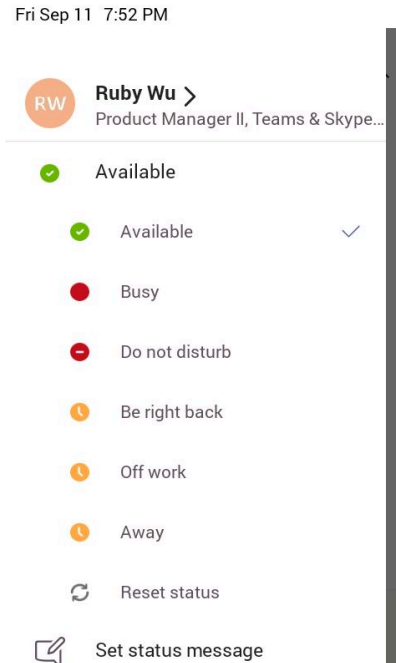 Fri Sep 11 7:52 PM
RW
Ruby Wu
Product Manager II, Teams & Skype...
Available
Available
Busy
Do not disturb
Be right back
Off work
Away
Reset status
Set status message